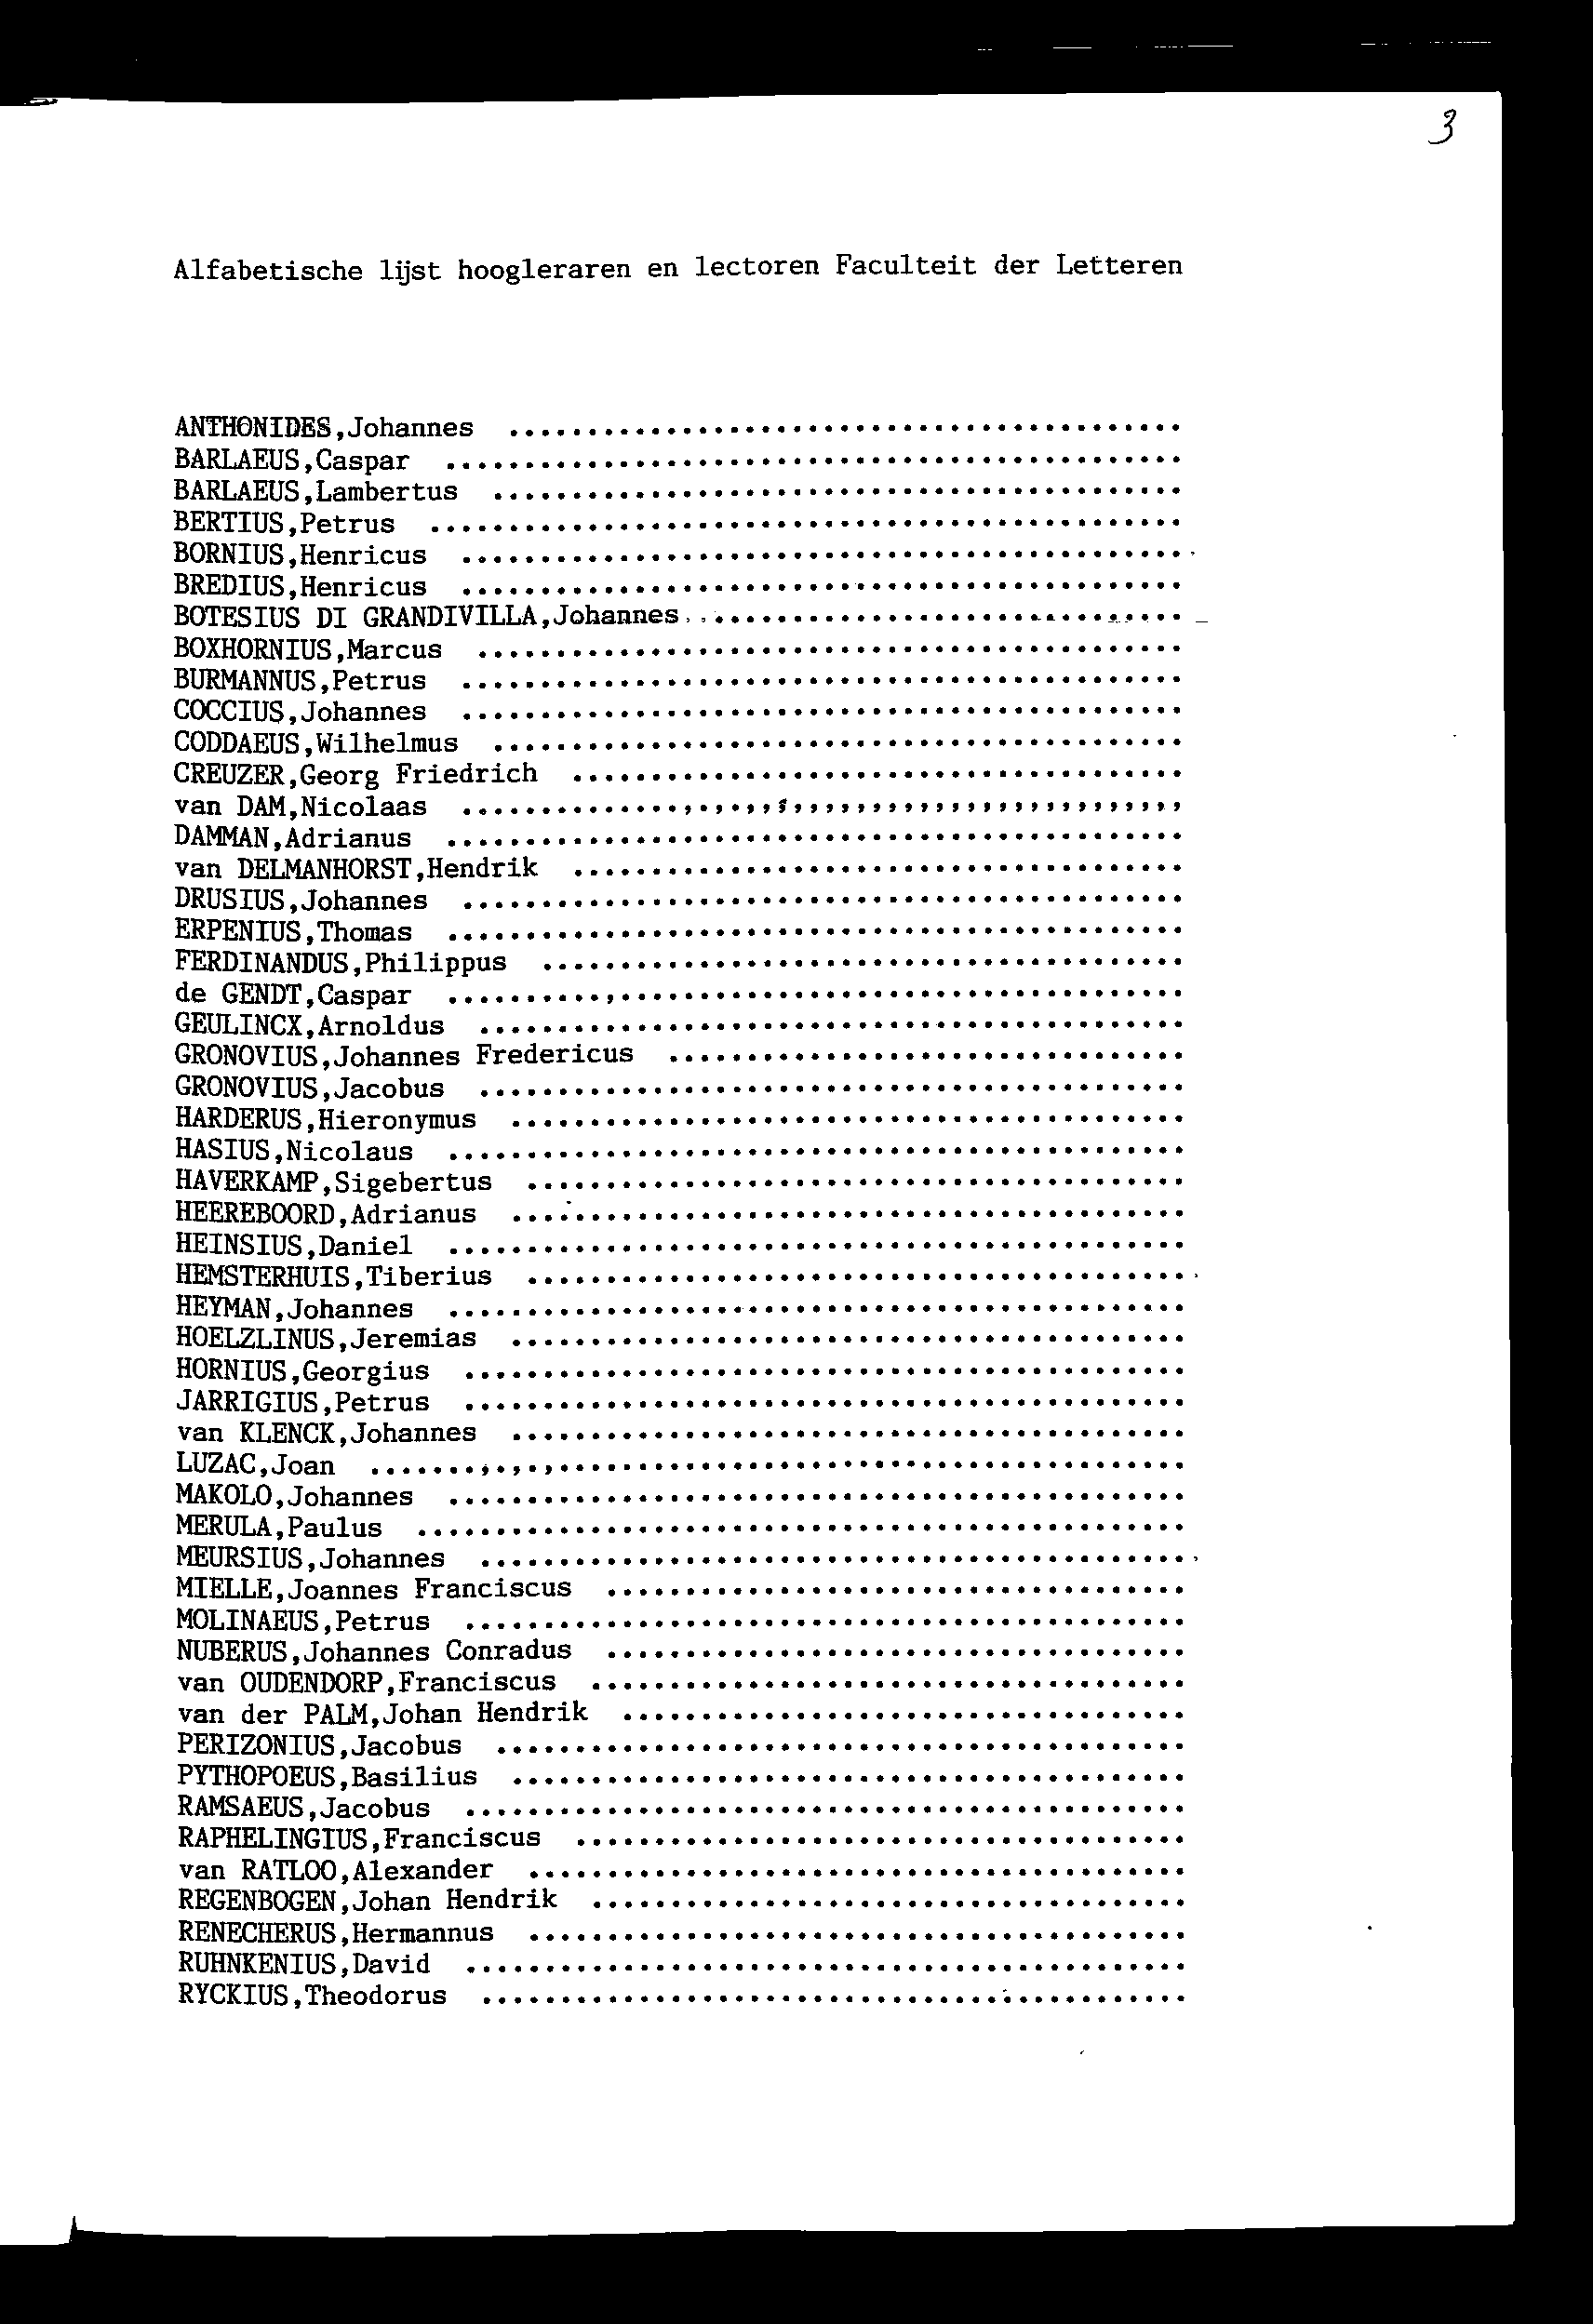 3
Alfabetische lijst hoogleraren en lectoren Faculteit der Letteren
ANTHONIDES,Johannes ...........................................
BARLAEUS,Caspar ...............................................
BARLAEUS,Lambertus ............................................
BERTIUS,Petrus ................................................
BORNIUS,Henricus ..............................................
BREDIUS,Henricus ..............................................
BOTESIUS DI GRANDIVILLA,Johannes................................
BOXHORNIUS,Marcus .............................................
BURMANNUS,Petrus ..............................................
COCCIUS,Johannes ..............................................
CODDAEUS,Wilhelmus ............................................
CREUZER,Georg Friedrich .......................................
van DAM,Nicolaas ..............,.,.,,,,,,,,,,,,,,,,,,,,,,,,,,,,
DAMMAN,Adrianus ...............................................
van DELMANHORST,Hendrik .......................................
DRUSIUS,Johannes ..............................................
ERPENIUS,Thomas ...............................................
FERDINANDUS,Philippus .........................................
de GENDT,Caspar ..........,....................................
GEULINCX,Arnoldus .............................................
GRONOVIUS,Johannes Fredericus .................................
GRONOVIUS,Jacobus .............................................
HARDERUS,Hieronymus ...........................................
HASIUS,Nicolaus ...............................................
HAVERKAMP,Sigebertus ..........................................
HEEREBOORD,Adrianus ...........................................
HEINSIUS,Daniel ...............................................
HEMSTERHUIS,Tiberius ..........................................
HEYMAN,Johannes ...............................................
HOELZLINUS,Jeremias ...........................................
HORNIUS,Georgius ..............................................
JARRIGIUS,Petrus ..............................................
van KLENCK,Johannes ...........................................
LUZAC,Joan .......,.,.,........................................
MAKOLO,Johannes ...............................................
MERULA,Paulus .................................................
MEURSIUS,Johannes .............................................
MIELLE,Joannes Franciscus .....................................
MOLINAEUS,Petrus ..............................................
NUBERUS,Johannes Conradus .....................................
van OUDENDORP,Franciscus ......................................
van der PALM,Johan Hendrik ....................................
PERIZONIUS,Jacobus ............................................
PYTHOPOEUS,Basilius ...........................................
RAMSAEUS,Jacobus ..............................................
RAPHELINGIUS,Franciscus .......................................
van RATLOO,Alexander ..........................................
REGENBOGEN,Johan Hendrik ......................................
RENECHERUS,Hermannus ..........................................
RUHNKENIUS,David ..............................................
RYCKIUS,Theodorus .............................................